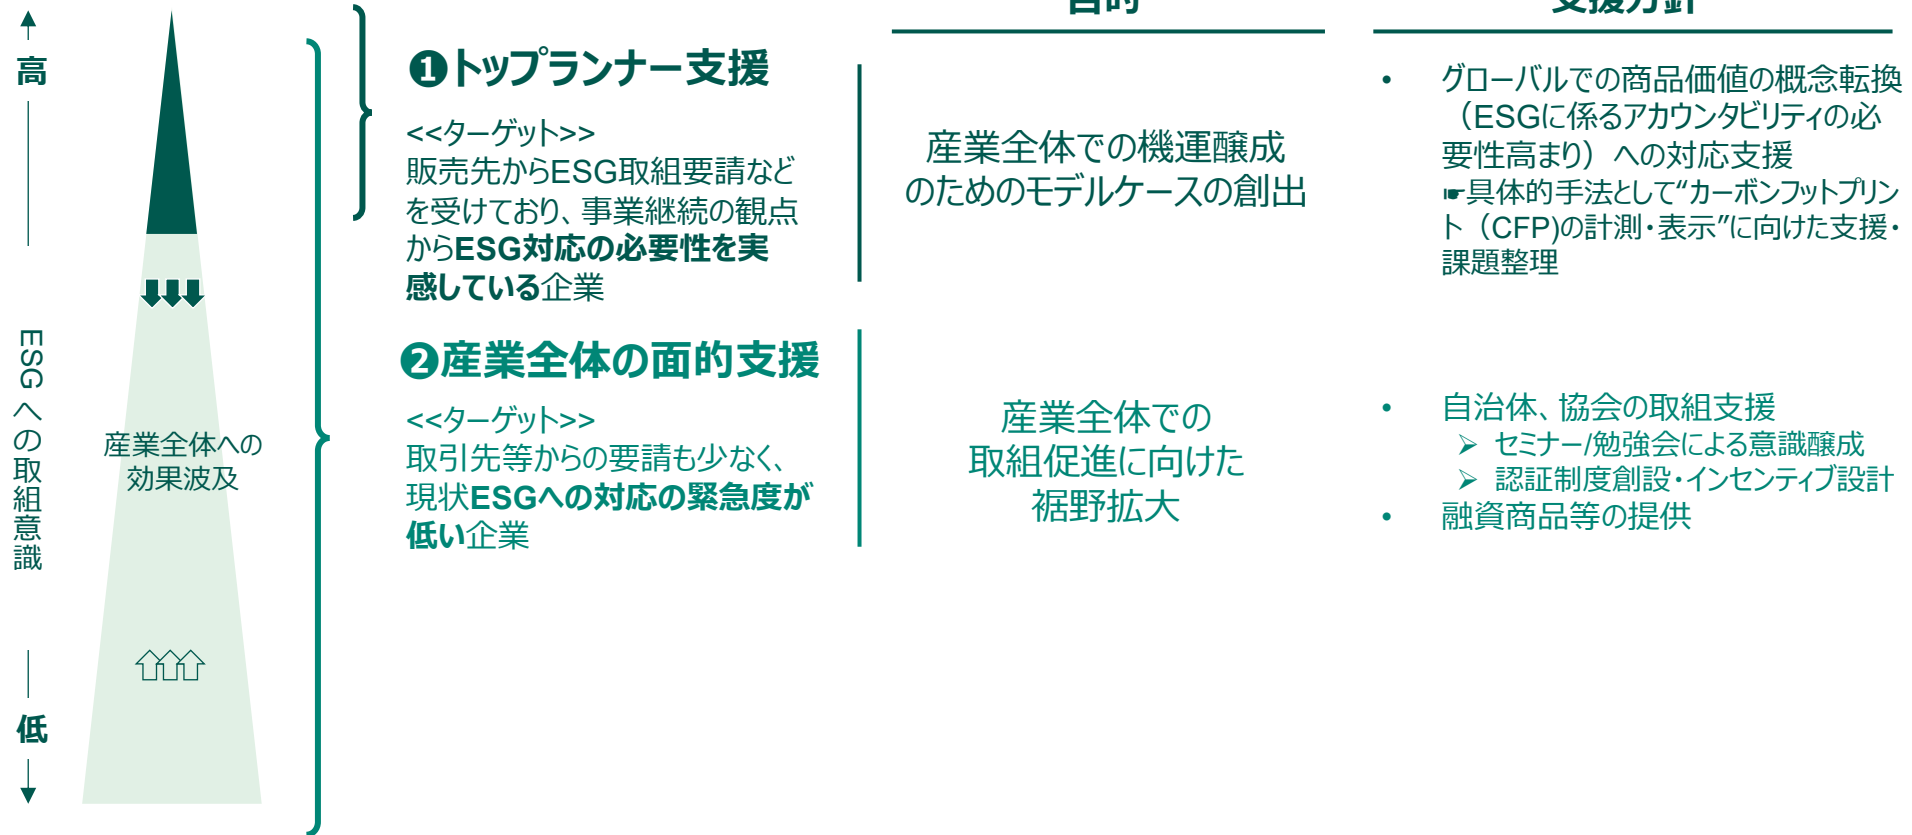 目的
支援方針
高
ESGへの取組意識
低
産業全体への
効果波及
❶トップランナー支援
<<ターゲット>>
販売先からESG取組要請など
を受けており、事業継続の観点
からESG対応の必要性を実
感している企業
産業全体での機運醸成
のためのモデルケースの創出
• グローバルでの商品価値の概念転換
（ESGに係るアカウンタビリティの必
要性高まり）への対応支援
☛具体的手法として“カーボンフットプリン
ト（CFP)の計測・表示”に向けた支援・
課題整理
❷産業全体の面的支援
<<ターゲット>>
取引先等からの要請も少なく、
現状ESGへの対応の緊急度が
低い企業
産業全体での
取組促進に向けた
裾野拡大
• 自治体、協会の取組支援
➢ セミナー/勉強会による意識醸成
➢ 認証制度創設・インセンティブ設計
• 融資商品等の提供